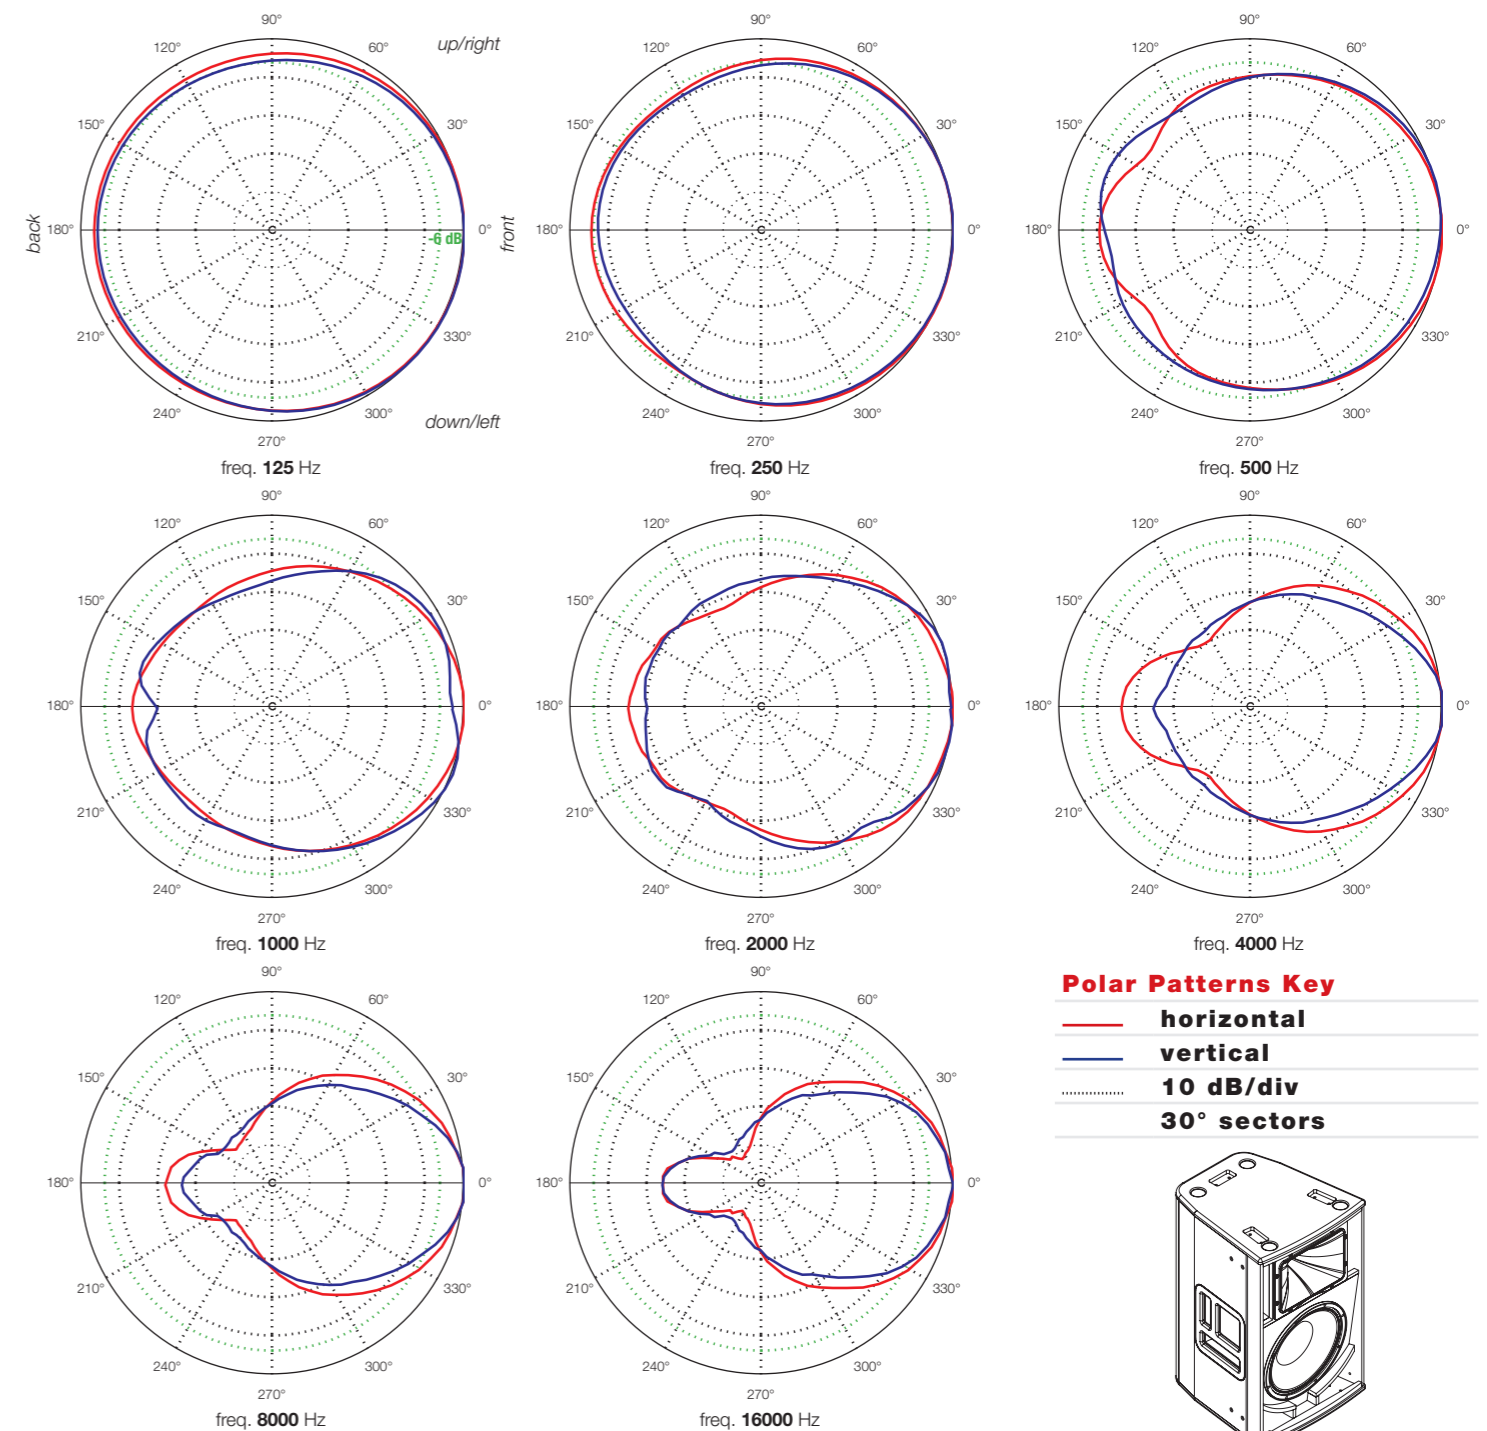 90° 90° 90°
120° 60° up/right 120° 60° 120° 60°
150° 30° 150° 30° 150° 30°
back 180° -6 dB 0° front 180° 0° 180° 0°
210° 330° 210° 330° 210° 330°
240° 300° down/left 240° 300° 240° 300°
270° 270° 270°
freq. 125 Hz freq. 250 Hz freq. 500 Hz
90° 90° 90°
120° 60° 120° 60° 120° 60°
150° 30° 150° 30° 150° 30°
180° 0° 180° 0° 180° 0°
210° 330° 210° 330° 210° 330°
240° 300° 240° 300° 240° 300°
270° 270° 270°
freq. 1000 Hz freq. 2000 Hz freq. 4000 Hz
90° 90°
120° 60° 120° 60°
150° 30° 150° 30°
180° 0° 180° 0°
210° 330° 210° 330°
240° 300° 240° 300°
270° 270°
freq. 8000 Hz freq. 16000 Hz
Polar Patterns Key
horizontal
vertical
10 dB/div
30° sectors